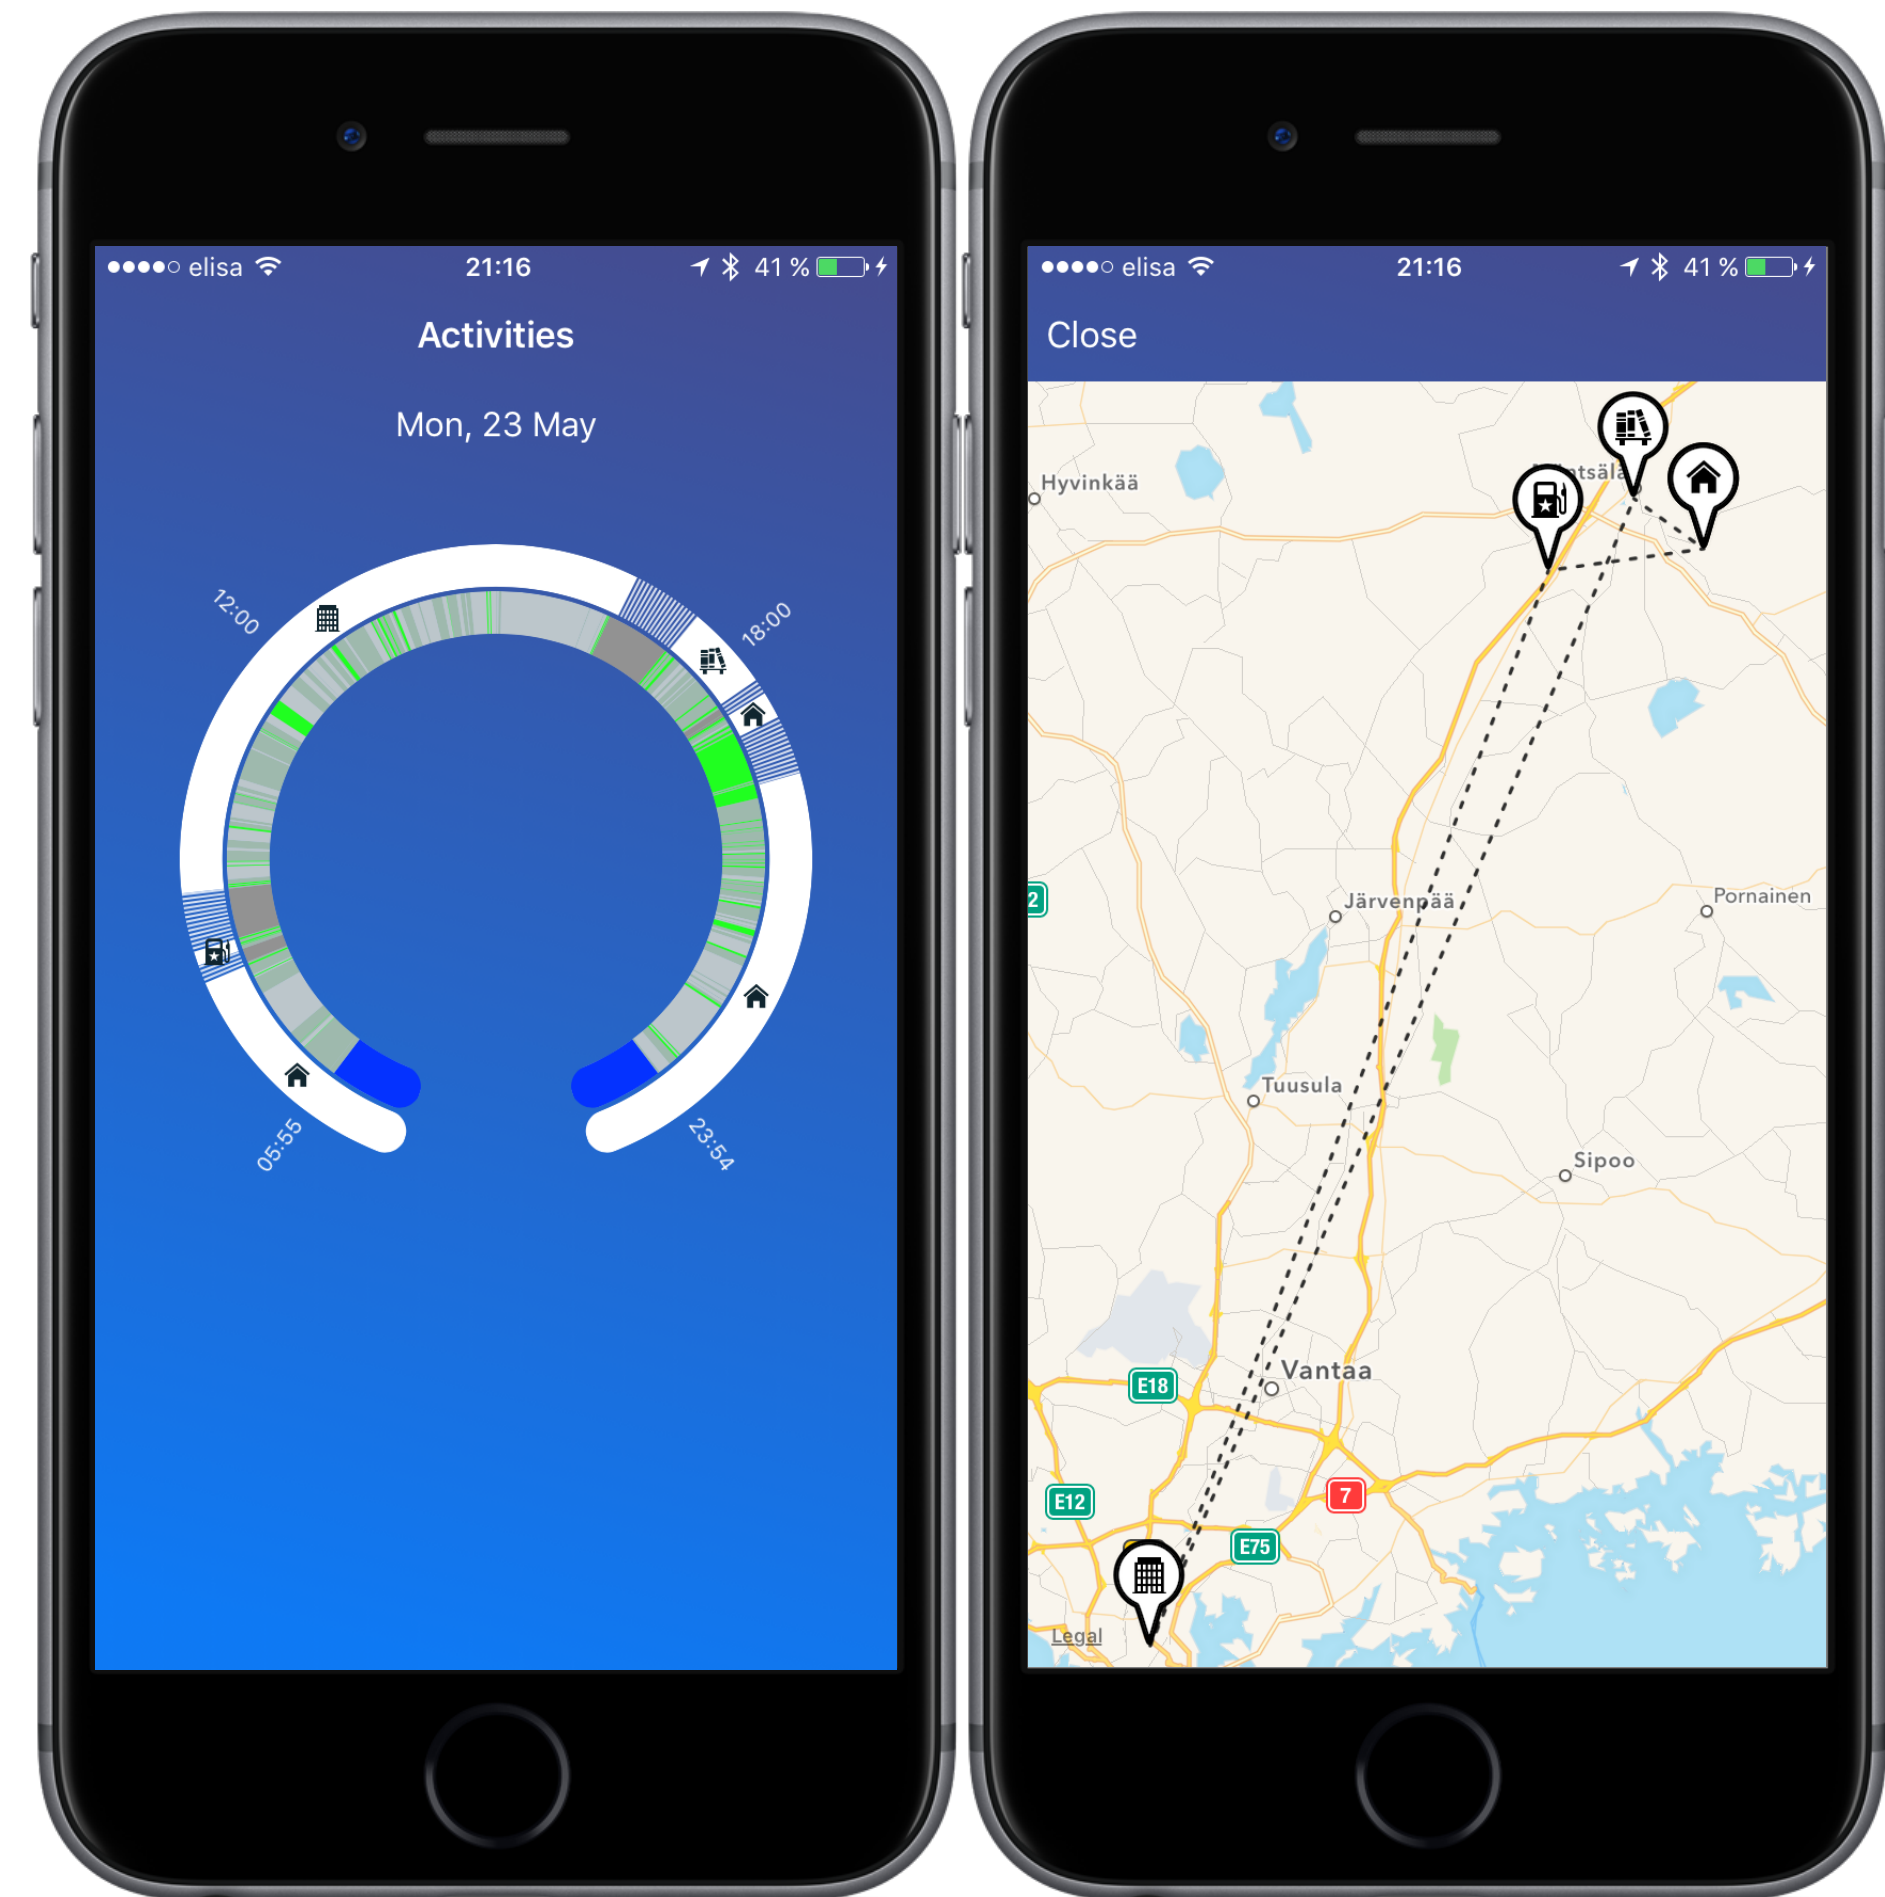 elisa 21:16 41 %
Activities
Mon, 23 May
12:00
18:00
05:55
23:54
elisa 21:16 41 %
Close
Hyvinkää
2
Järvenpää
Pornainen
Tuusula
Sipoo
Vantaa
E18
E12
7
E75
Legal